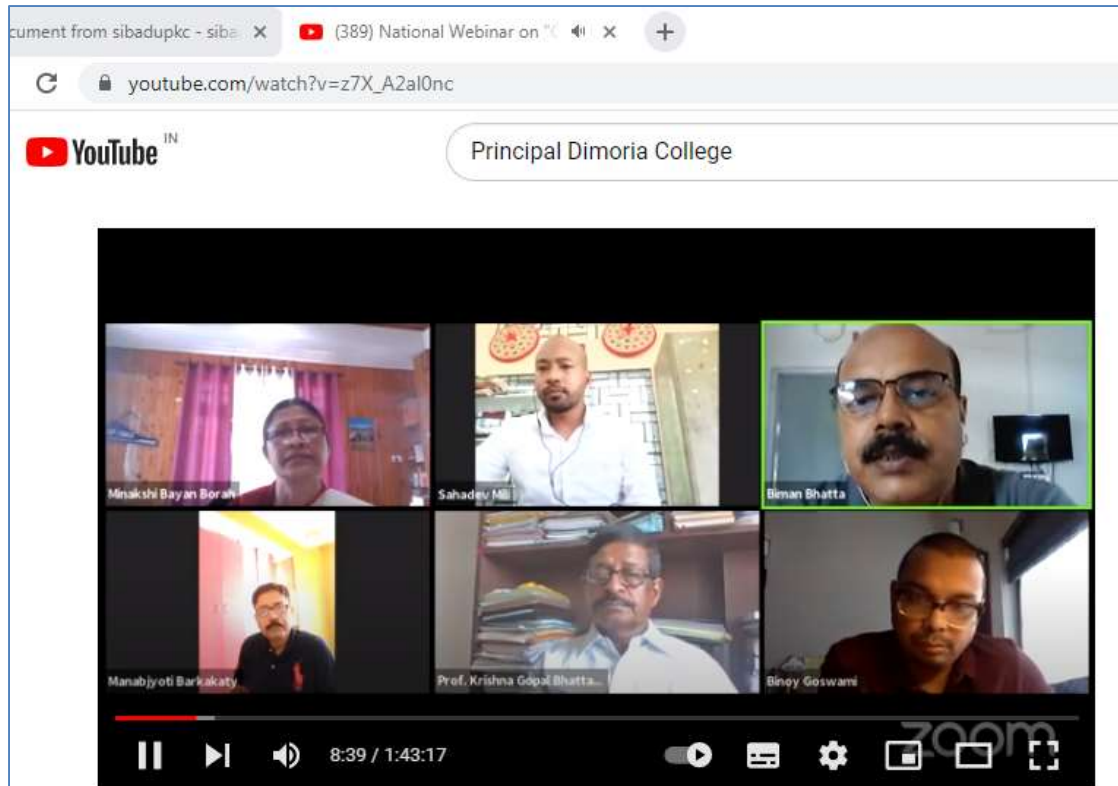 cument from sibadupkc - siba
(389) National Webinar on "
youtube.com/watch?v=z7X_A2al0nc
YouTube IN
Principal Dimoria College
Minakshi Bayan Borah
Sahadev Mili
Biman Bhatta
Manabjyoti Barkakaty
Prof. Krishna Gopal Bhatta...
Binoy Goswami
zoom
8:39 / 1:43:17